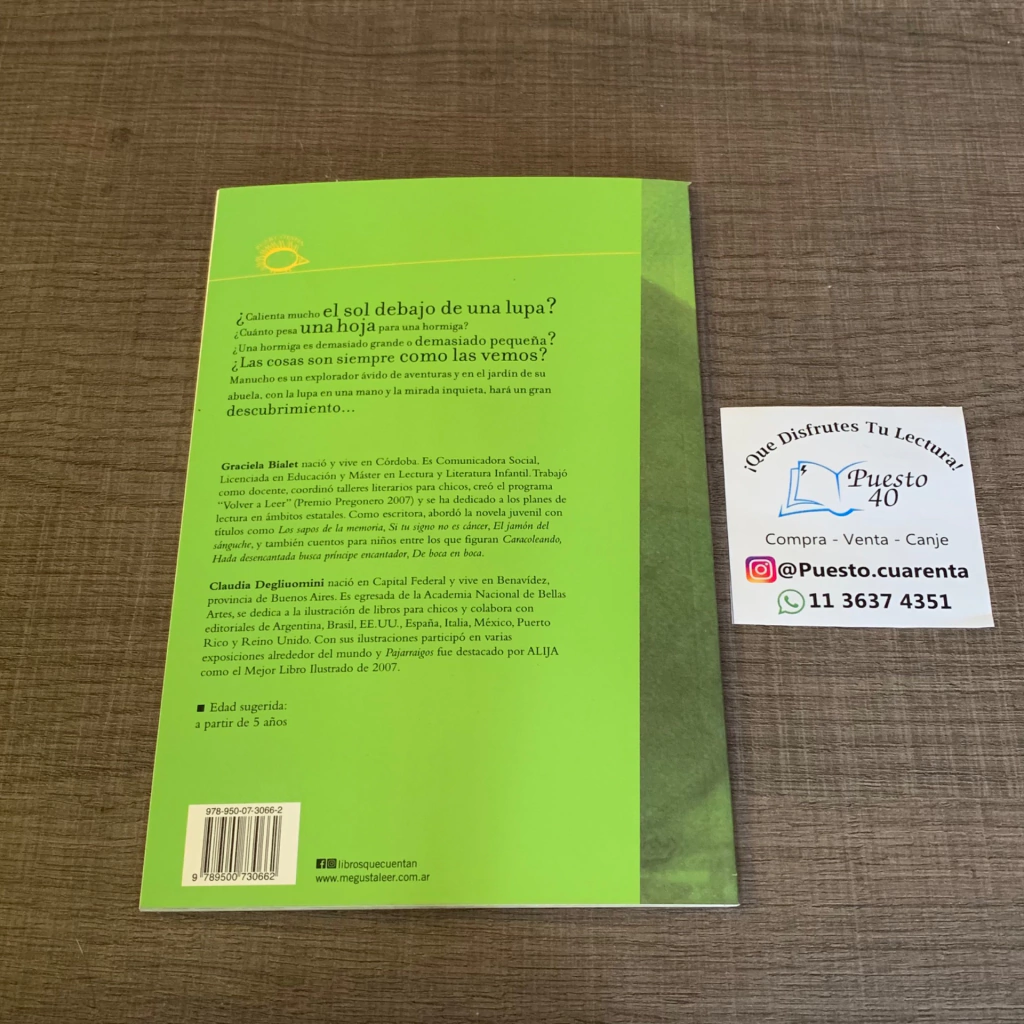 ¿Calienta mucho el sol debajo de una lupa?
¿Cuánto pesa una hoja para una hormiga?
¿Una hormiga es demasiado grande o demasiado pequeña?
¿Las cosas son siempre como las vemos?
Manucho es un explorador ávido de aventuras y en el jardín de su
abuela, con la lupa en una mano y la mirada inquieta, hará un gran
descubrimiento...
Graciela Bialet nació y vive en Córdoba. Es Comunicadora Social,
Licenciada en Educación y Máster en Lectura y Literatura Infantil. Trabajó
como docente, coordinó talleres literarios para chicos, creó el programa
“Volver a Leer” (Premio Pregonero 2007) y se ha dedicado a los planes de
lectura en ámbitos estatales. Como escritora, abordó la novela juvenil con
títulos como Los sapos de la memoria, Si tu signo no es cáncer, El jamón del
sánguche, y también cuentos para niños entre los que figuran Caracoleando,
Hada desencantada busca príncipe encantador, De boca en boca.
Claudia Degliuomini nació en Capital Federal y vive en Benavídez,
provincia de Buenos Aires. Es egresada de la Academia Nacional de Bellas
Artes, se dedica a la ilustración de libros para chicos y colabora con
editoriales de Argentina, Brasil, EE.UU., España, Italia, México, Puerto
Rico y Reino Unido. Con sus ilustraciones participó en varias
exposiciones alrededor del mundo y Pajarraigos fue destacado por ALIJA
como el Mejor Libro Ilustrado de 2007.
Edad sugerida:
a partir de 5 años
978-950-07-3066-2
9 789500 730662
librosquecuentan
www.megustaleer.com.ar
¡Que Disfrutes Tu Lectura!
Puesto
40
Compra - Venta - Canje
@Puesto.cuarenta
11 3637 4351